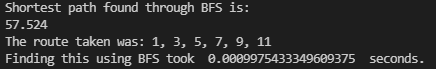 Shortest path found through BFS is:
57.524
The route taken was: 1, 3, 5, 7, 9, 11
Finding this using BFS took  0.0009975433349609375  seconds.